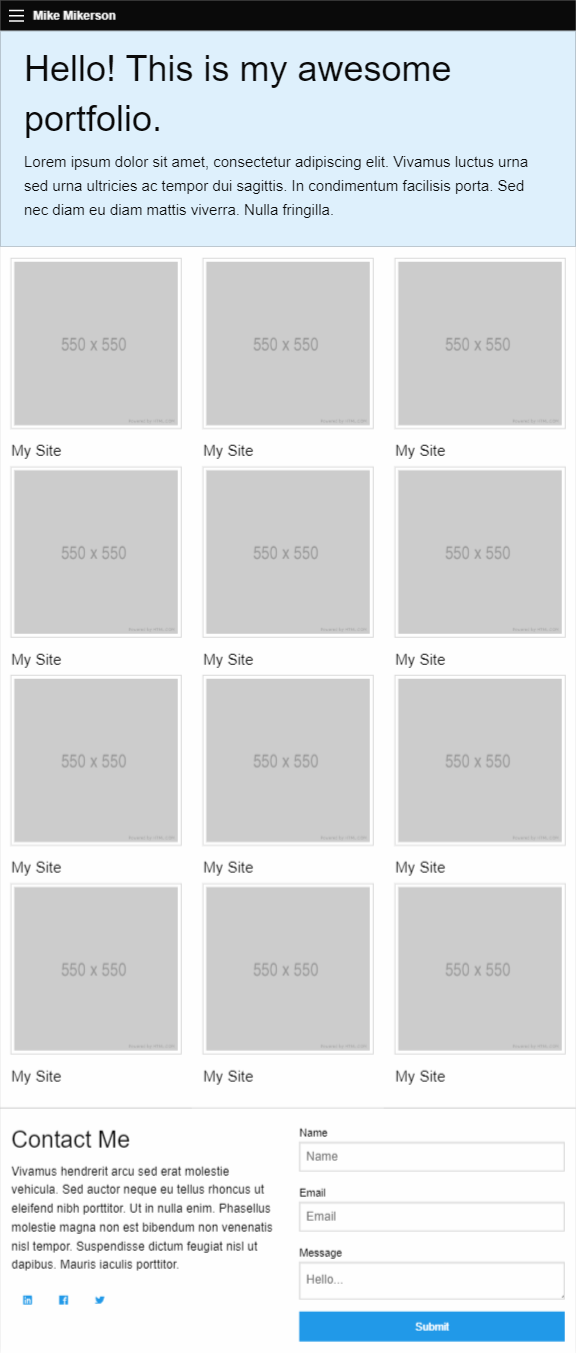 Mike Mikerson
Hello! This is my awesome
portfolio.
Lorem ipsum dolor sit amet, consectetur adipiscing elit. Vivamus luctus urna
sed urna ultricies ac tempor dui sagittis. In condimentum facilisis porta. Sed
nec diam eu diam mattis viverra. Nulla fringilla.
550 x 550 550 x 550 550 x 550
My Site My Site My Site
550 x 550 550 x 550 550 x 550
My Site My Site My Site
550 x 550 550 x 550 550 x 550
My Site My Site My Site
550 x 550 550 x 550 550 x 550
My Site My Site My Site
Contact Me
Vivamus hendrerit arcu sed erat molestie
vehicula. Sed auctor neque eu tellus rhoncus ut
eleifend nibh porttitor. Ut in nulla enim. Phasellus
molestie magna non est bibendum non venenatis
nisl tempor. Suspendisse dictum feugiat nisl ut
dapibus. Mauris iaculis porttitor.
Name
Name
Email
Email
Message
Hello...
Submit